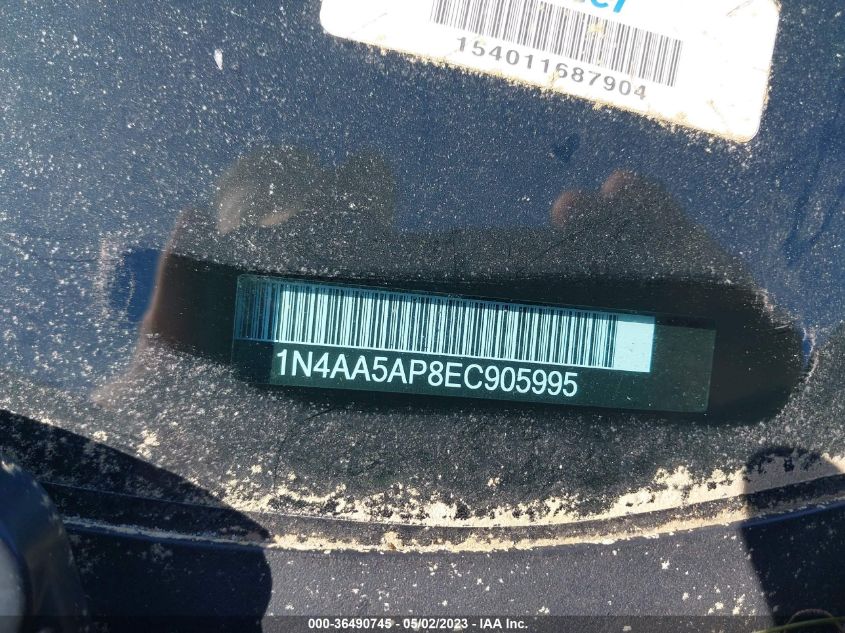 154011687904
1N4AA5AP8EC905995
000-36490745 — 05/02/2023 — IAA Inc.